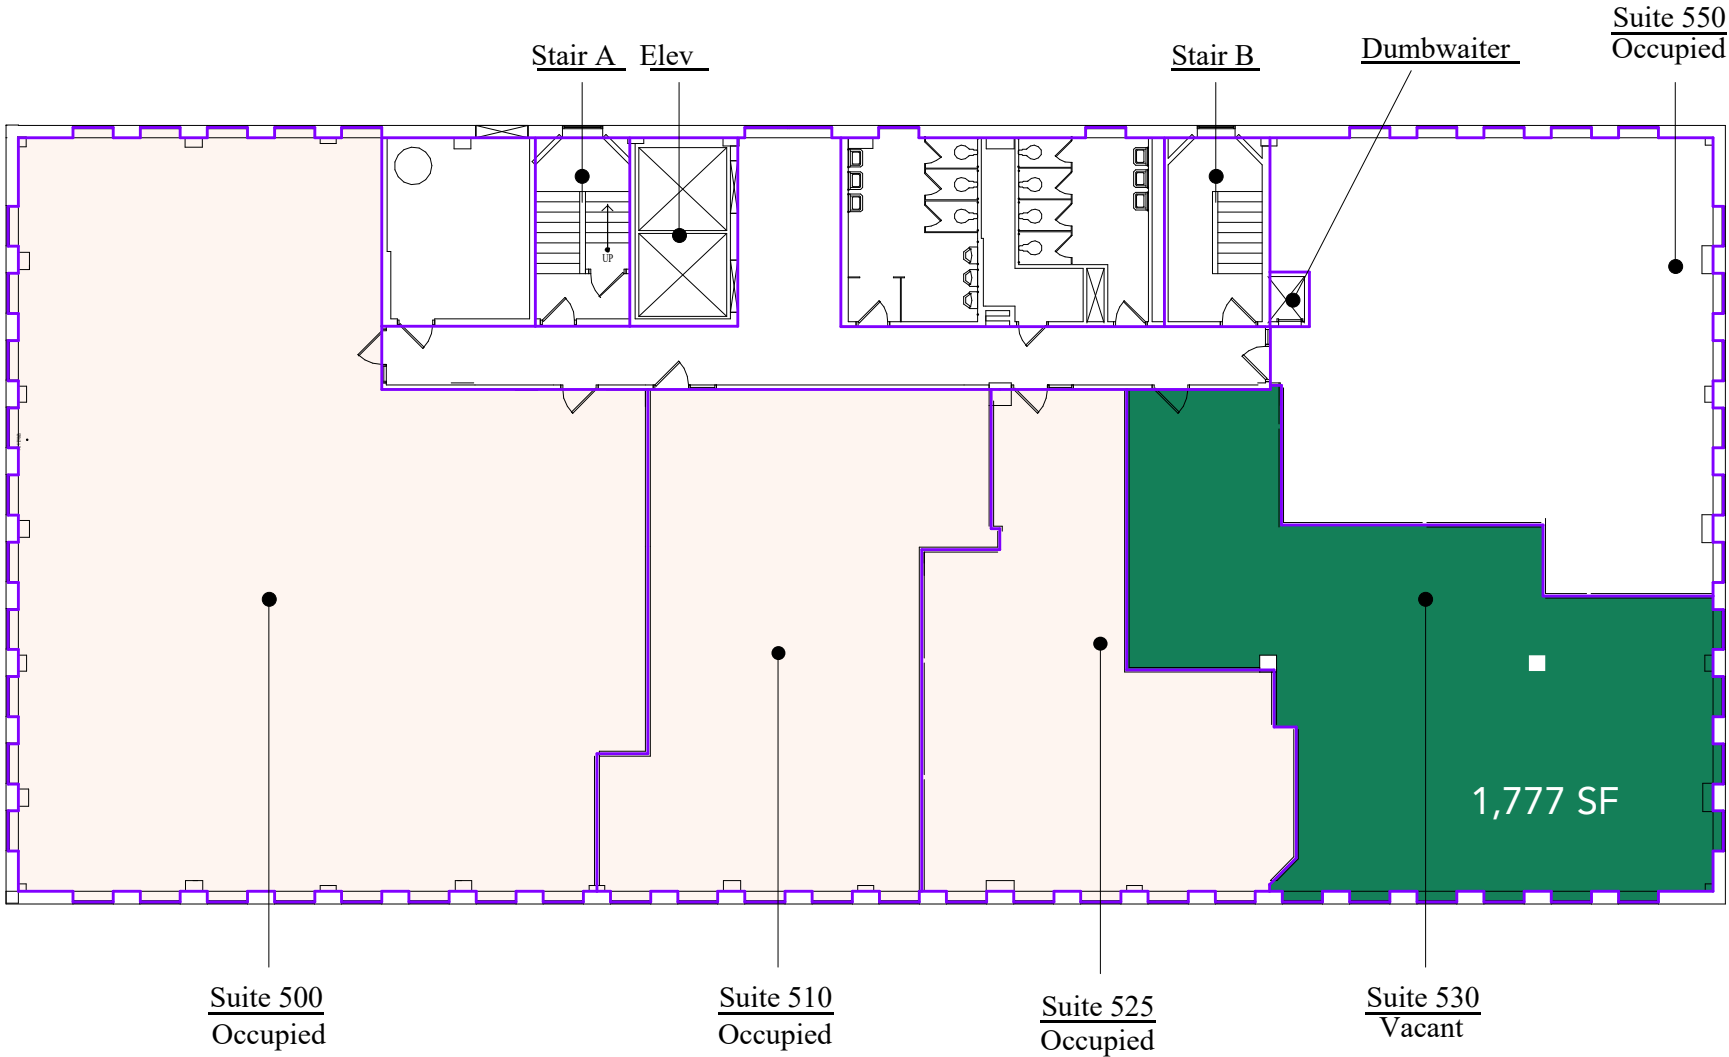 Suite 550
Occupied
Stair A
Elev
Stair B
Dumbwaiter
UP
1,777 SF
Suite 500
Occupied
Suite 510
Occupied
Suite 525
Occupied
Suite 530
Vacant